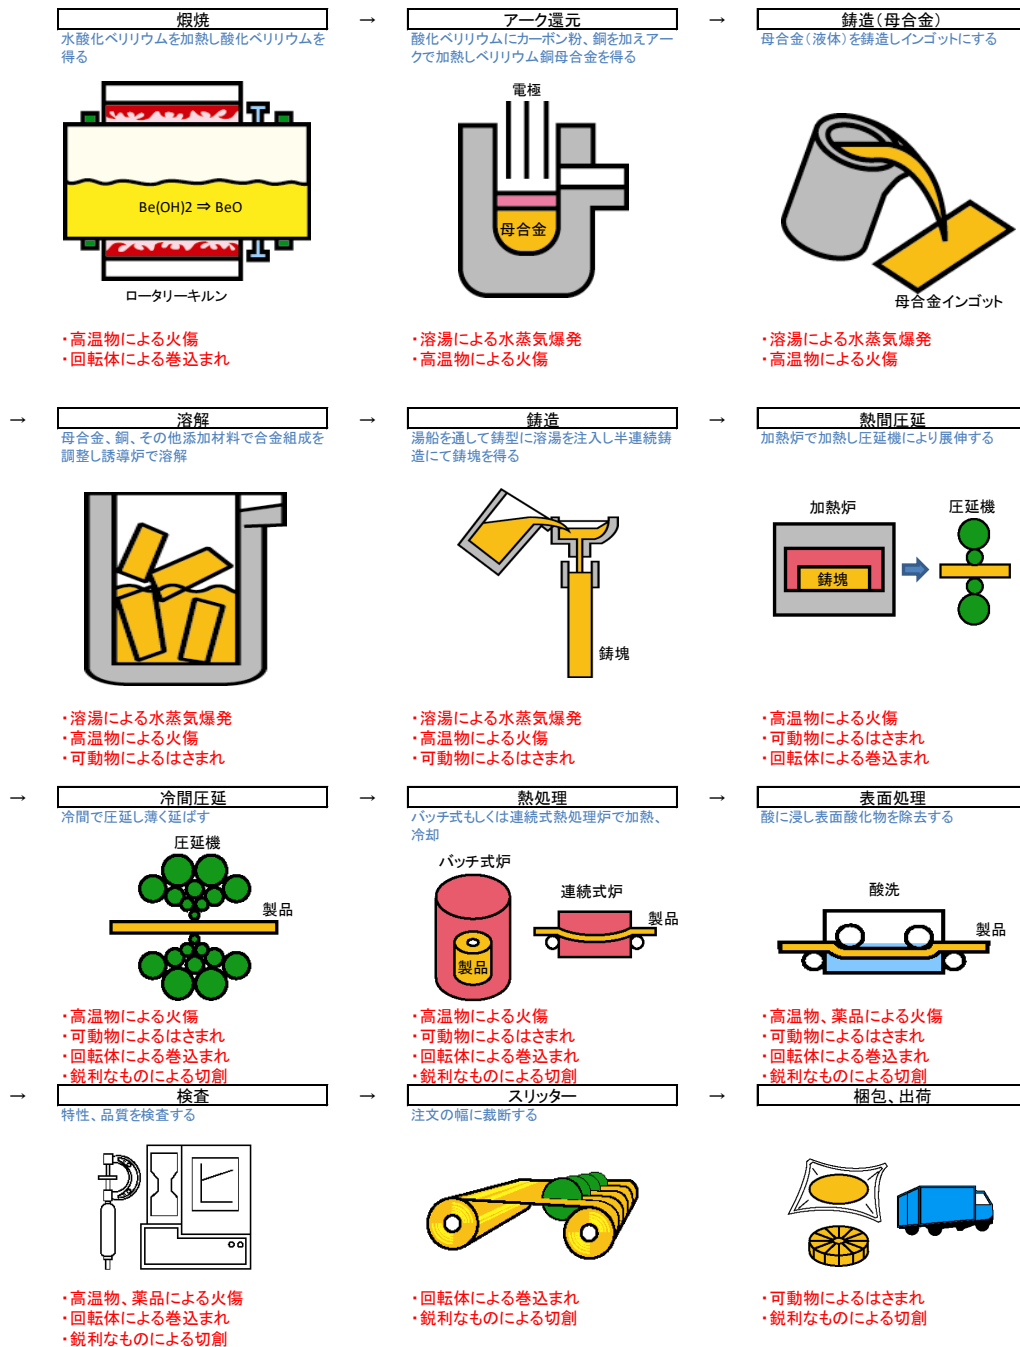 煆焼
水酸化ベリリウムを加熱し酸化ベリリウムを
得る
Be(OH)2 ⇒ BeO
ロータリーキルン
・高温物による火傷
・回転体による巻込まれ
→
アーク還元
酸化ベリリウムにカーボン粉、銅を加えアー
クで加熱しベリリウム銅母合金を得る
電極
母合金
・溶湯による水蒸気爆発
・高温物による火傷
→
鋳造（母合金）
母合金（液体）を鋳造しインゴットにする
母合金インゴット
・溶湯による水蒸気爆発
・高温物による火傷
→
溶解
母合金、銅、その他添加材料で合金組成を
調整し誘導炉で溶解
・溶湯による水蒸気爆発
・高温物による火傷
・可動物によるはさまれ
→
鋳造
湯船を通して鋳型に溶湯を注入し半連続鋳
造にて鋳塊を得る
鋳塊
・溶湯による水蒸気爆発
・高温物による火傷
・可動物によるはさまれ
→
熱間圧延
加熱炉で加熱し圧延機により展伸する
加熱炉
圧延機
鋳塊
・高温物による火傷
・可動物によるはさまれ
・回転体による巻込まれ
→
冷間圧延
冷間で圧延し薄く延ばす
圧延機
製品
・高温物による火傷
・可動物によるはさまれ
・回転体による巻込まれ
・鋭利なものによる切創
→
熱処理
バッチ式もしくは連続式熱処理炉で加熱、
冷却
バッチ式炉
連続式炉
製品
製品
・高温物による火傷
・可動物によるはさまれ
・回転体による巻込まれ
・鋭利なものによる切創
→
表面処理
酸に浸し表面酸化物を除去する
酸洗
製品
・高温物、薬品による火傷
・可動物によるはさまれ
・回転体による巻込まれ
・鋭利なものによる切創
→
検査
特性、品質を検査する
・高温物、薬品による火傷
・回転体による巻込まれ
・鋭利なものによる切創
→
スリッター
注文の幅に裁断する
・回転体による巻込まれ
・鋭利なものによる切創
→
梱包、出荷
・可動物によるはさまれ
・鋭利なものによる切創